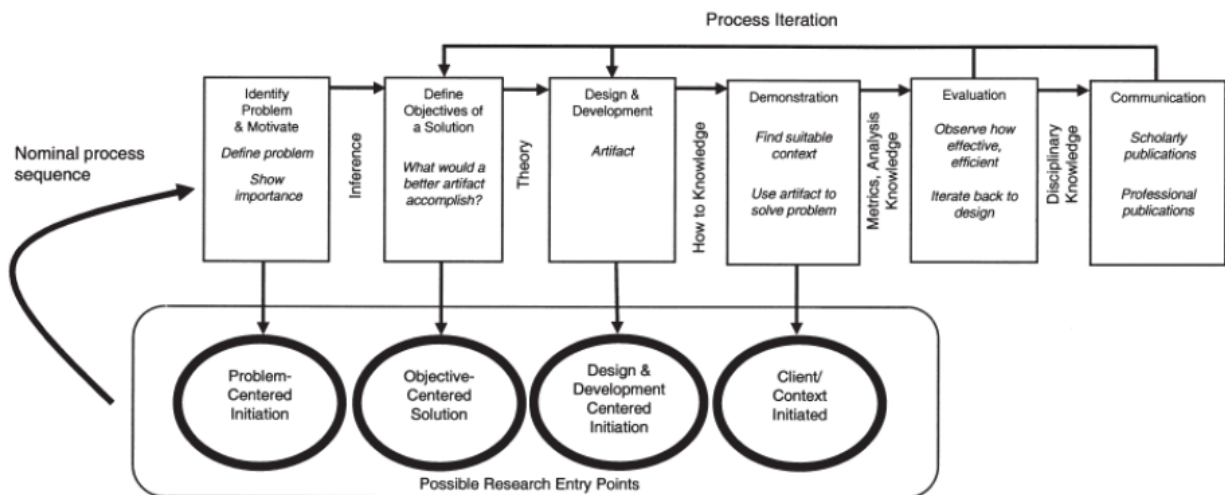 Process Iteration
Nominal process
sequence
Identify
Problem
& Motivate
Define problem
Show
importance
Inference
Define
Objectives of
a Solution
What would a
better artifact
accomplish?
Theory
Design &
Development
Artifact
How to Knowledge
Demonstration
Find suitable
context
Use artifact to
solve problem
Metrics, Analysis
Knowledge
Evaluation
Observe how
effective,
efficient
Iterate back to
design
Disciplinary
Knowledge
Communication
Scholarly
publications
Professional
publications
Problem-
Centered
Initiation
Objective-
Centered
Solution
Design &
Development
Centered
Initiation
Client/
Context
Initiated
Possible Research Entry Points